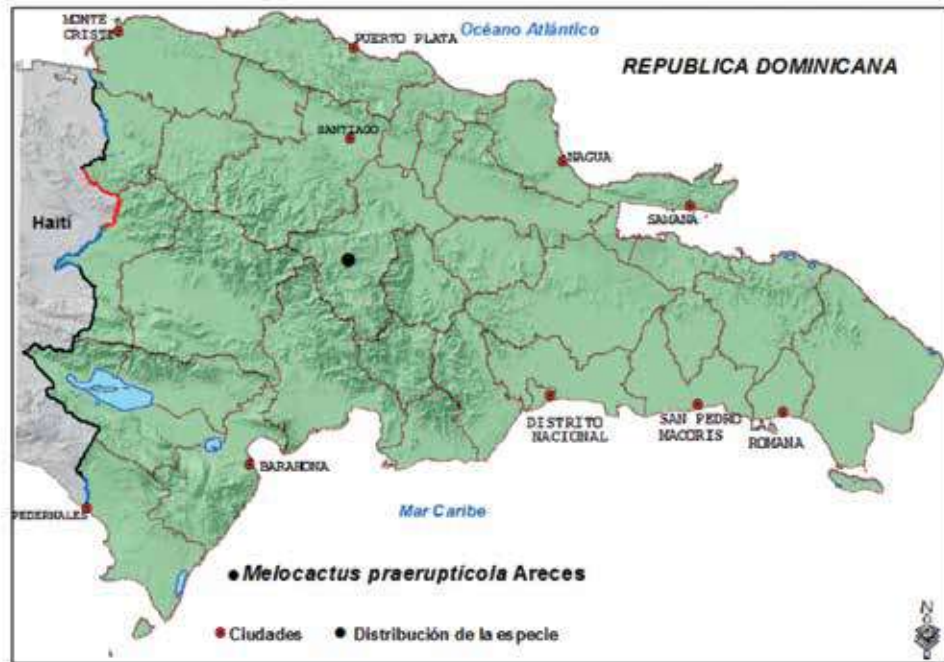 MONTE
CRISTI
PUERTO PLATA
Océano Atlántico
REPUBLICA DOMINICANA
SANTIAGO
NAGUA
SAMANA
Haití
DISTRITO
NACIONAL
SAN PEDRO
MACORIS
LA
ROMANA
BARAHONA
PEDERNALES
Mar Caribe
Melocactus praerupticola Areces
Ciudades
Distribución de la especie